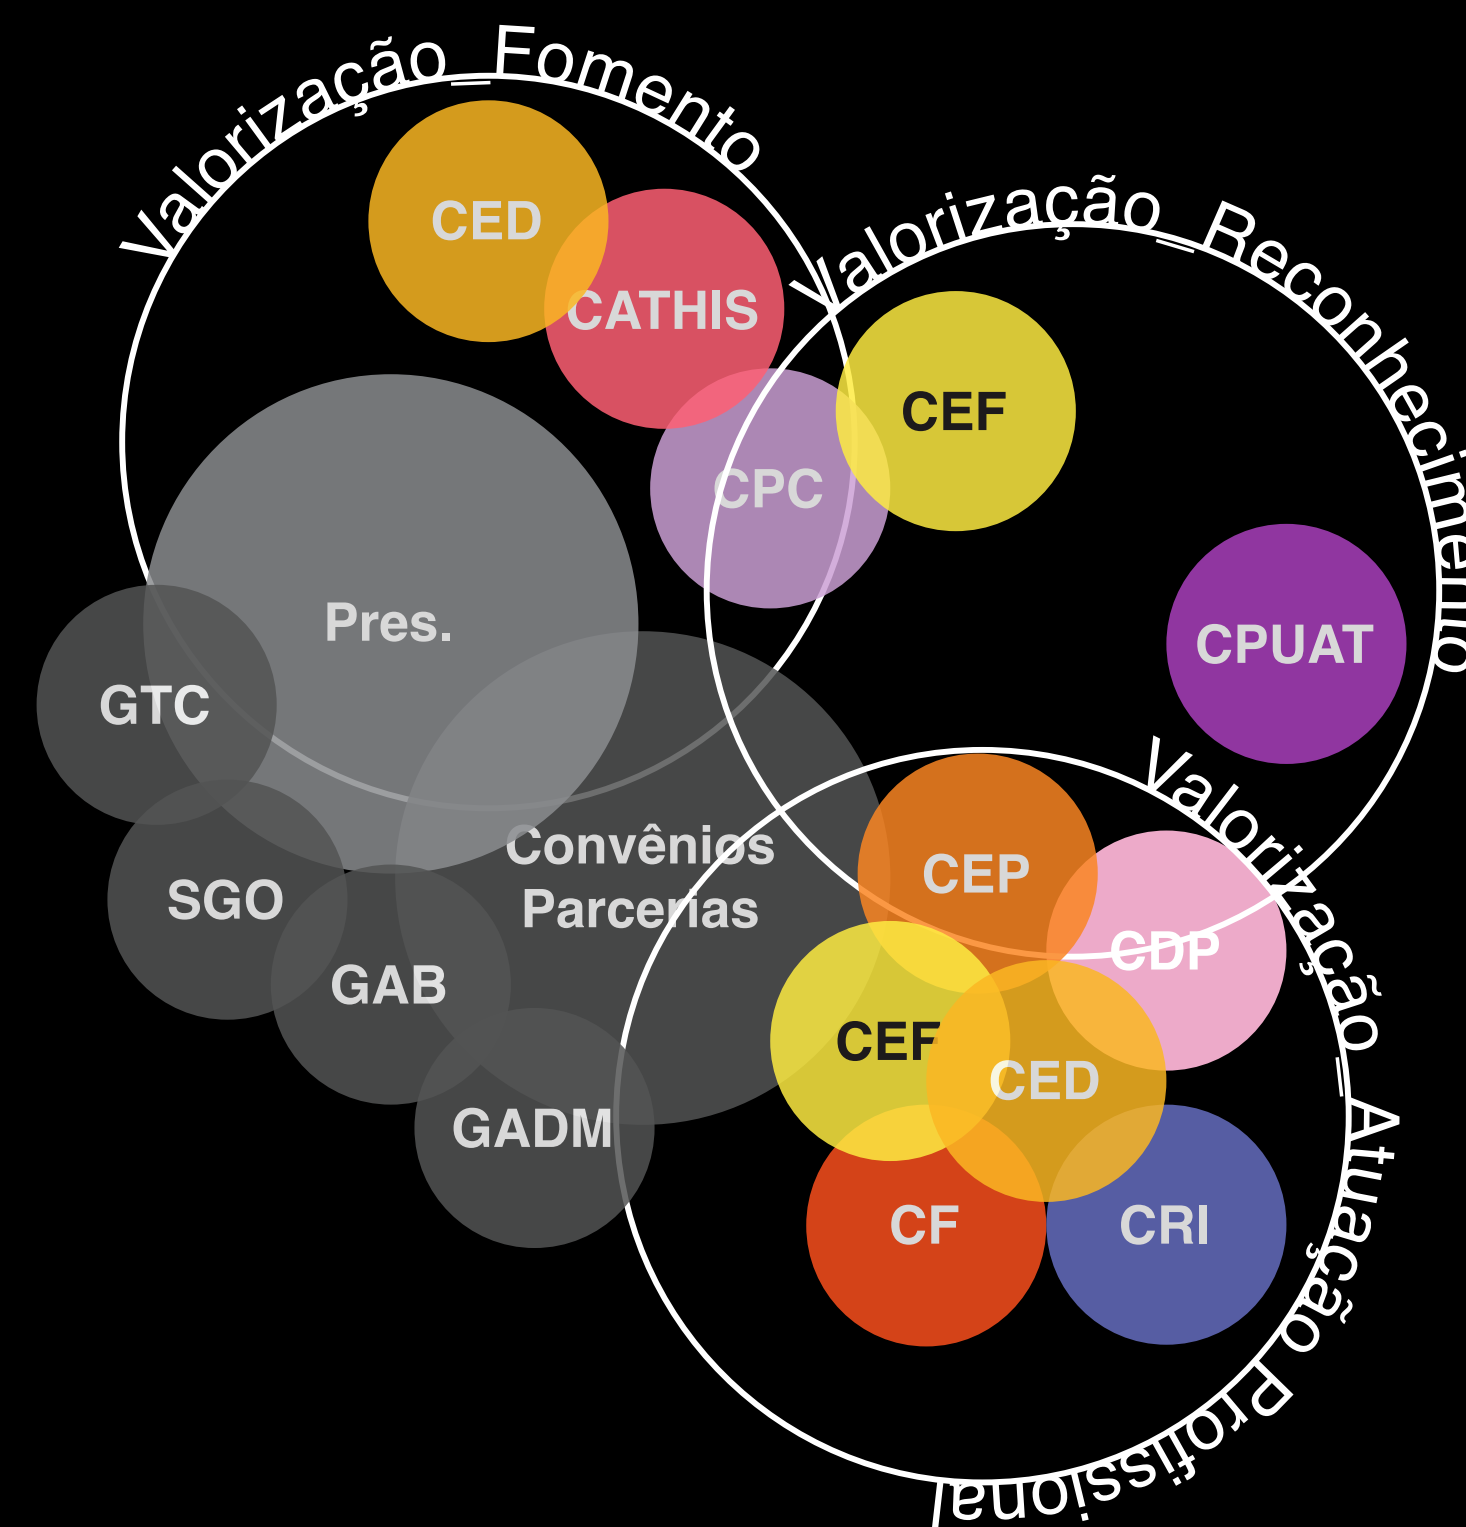 Valorização_Fomento
CED
CATHIS
Valorização_Reconhecimento
CEF
CPC
CPUAT
Pres.
GTC
Convênios
Parcerias
SGO
GAB
GADM
Valorização_Atuação Profissional
CEP
CDP
CEF
CED
CF
CRI